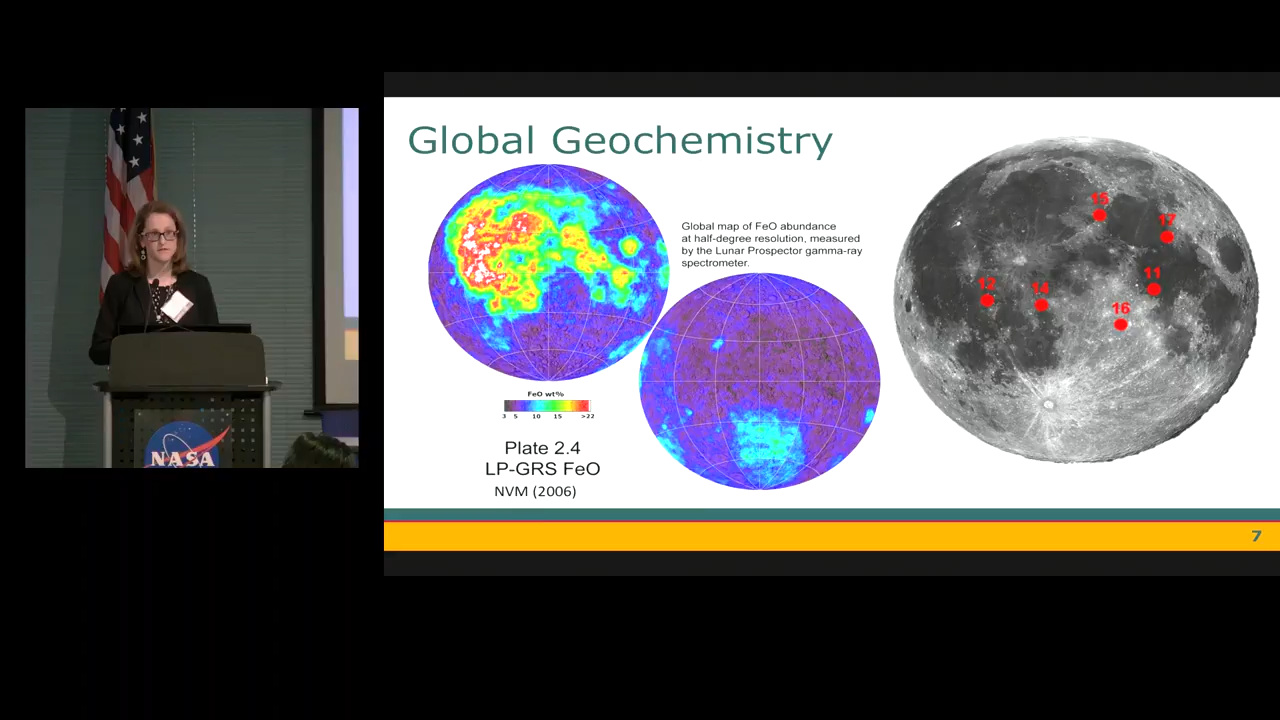 Global Geochemistry
Global map of FeO abundance
at half-degree resolution, measured
by the Lunar Prospector gamma-ray
spectrometer.
15
17
11
12
14
16
FeO wt%
3 5 10 15 >22
Plate 2.4
LP-GRS FeO
NVM (2006)
NASA
7